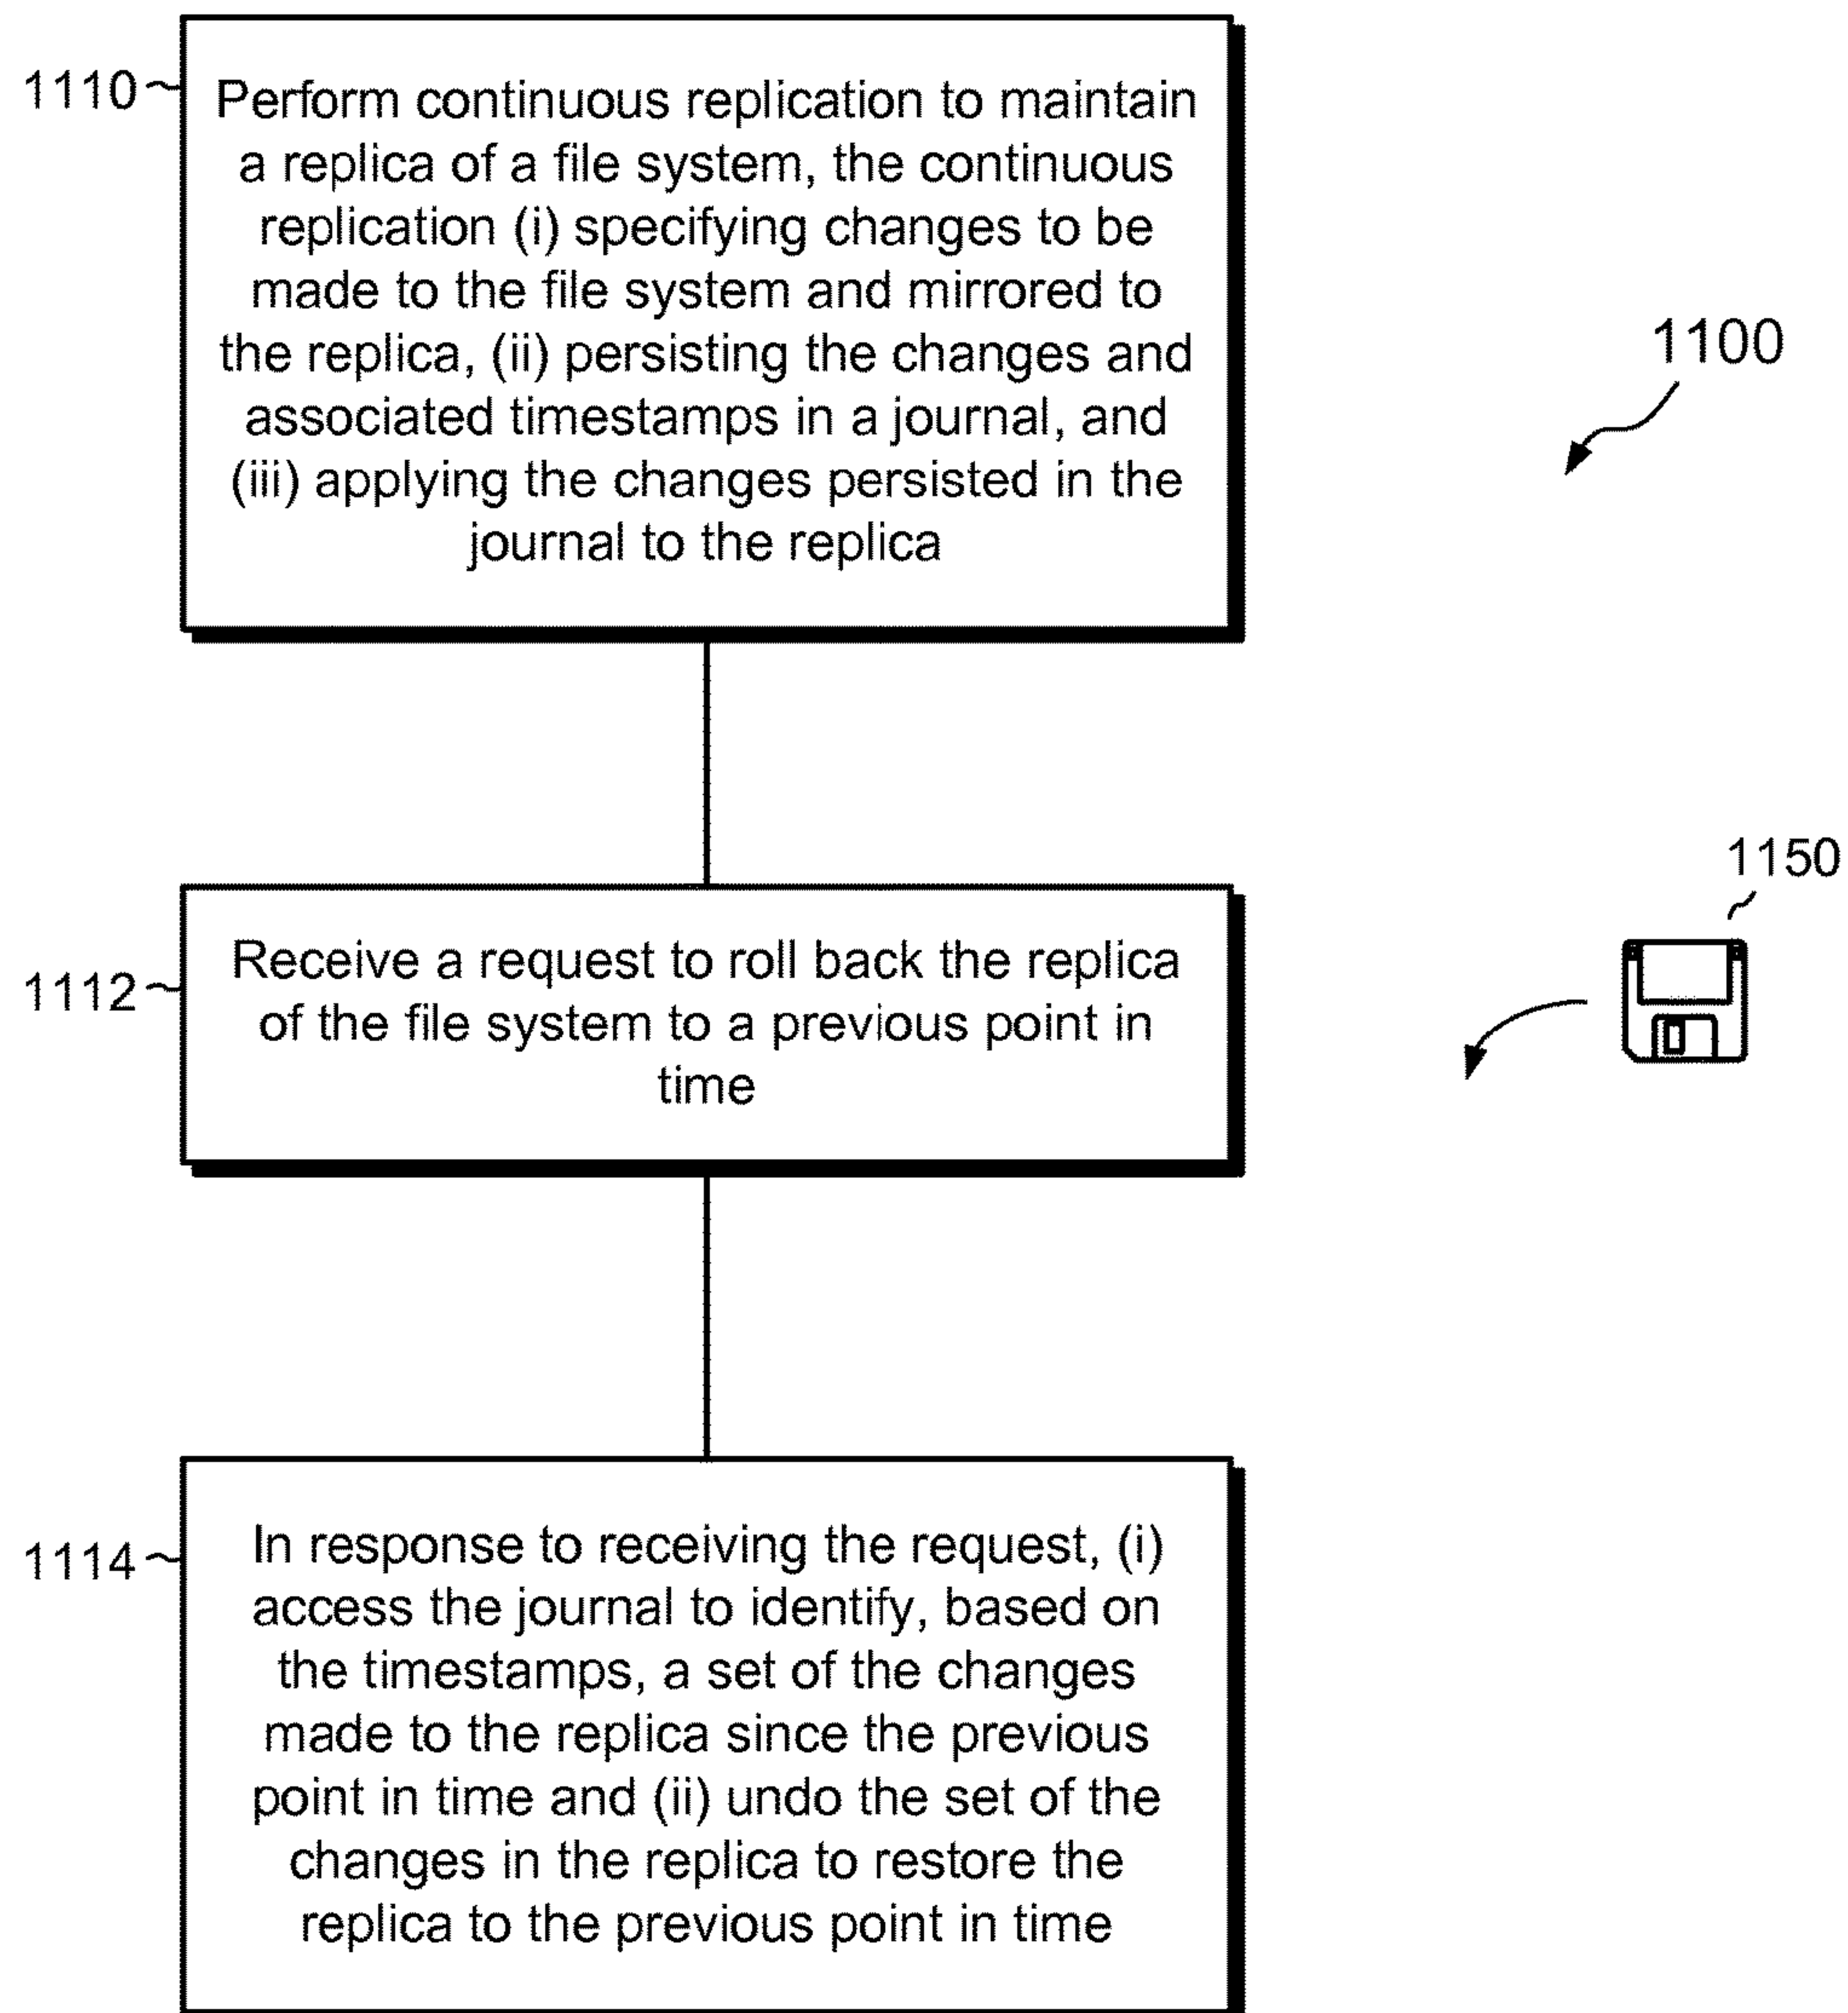 1110
Perform continuous replication to maintain
a replica of a file system, the continuous
replication (i) specifying changes to be
made to the file system and mirrored to
the replica, (ii) persisting the changes and
associated timestamps in a journal, and
(iii) applying the changes persisted in the
journal to the replica
1100
1150
1112
Receive a request to roll back the replica
of the file system to a previous point in
time
1114
In response to receiving the request, (i)
access the journal to identify, based on
the timestamps, a set of the changes
made to the replica since the previous
point in time and (ii) undo the set of the
changes in the replica to restore the
replica to the previous point in time